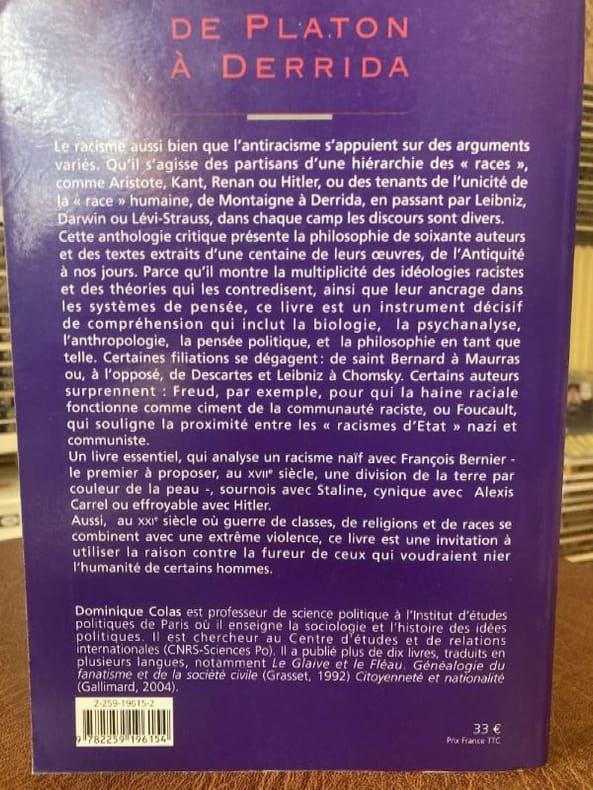 DE PLATON
À DERRIDA
Le racisme aussi bien que l'antiracisme s'appuient sur des arguments
variés. Qu'il s'agisse des partisans d'une hiérarchie des « races »,
comme Aristote, Kant, Renan ou Hitler, ou des tenants de l'unicité de
la « race » humaine, de Montaigne à Derrida, en passant par Leibniz,
Darwin ou Lévi-Strauss, dans chaque camp les discours sont divers.
Cette anthologie critique présente la philosophie de soixante auteurs
et des textes extraits d'une centaine de leurs œuvres, de l'Antiquité
à nos jours. Parce qu'il montre la multiplicité des idéologies racistes
et des théories qui les contredisent, ainsi que leur ancrage dans
les systèmes de pensée, ce livre est un instrument décisif
de compréhension qui inclut la biologie, la psychanalyse,
l'anthropologie, la pensée politique, et la philosophie en tant que
telle. Certaines filiations se dégagent : de saint Bernard à Maurras
ou, à l'opposé, de Descartes et Leibniz à Chomsky. Certains auteurs
surprennent : Freud, par exemple, pour qui la haine raciale
fonctionne comme ciment de la communauté raciste, ou Foucault,
qui souligne la proximité entre les « racismes d'Etat » nazi et
communiste.
Un livre essentiel, qui analyse un racisme naïf avec François Bernier -
le premier à proposer, au XVIIe siècle, une division de la terre par
couleur de la peau -, sournois avec Staline, cynique avec Alexis
Carrel ou effroyable avec Hitler.
Aussi, au XXIe siècle où guerre de classes, de religions et de races se
combinent avec une extrême violence, ce livre est une invitation à
utiliser la raison contre la fureur de ceux qui voudraient nier
l'humanité de certains hommes.
Dominique Colas est professeur de science politique à l'Institut d'études
politiques de Paris où il enseigne la sociologie et l'histoire des idées
politiques. Il est chercheur au Centre d'études et de relations
internationales (CNRS-Sciences Po). Il a publié plus de dix livres, traduits en
plusieurs langues, notamment Le Glaive et le Fléau. Généalogie du
fanatisme et de la société civile (Grasset, 1992) Citoyenneté et nationalité
(Gallimard, 2004).
2-259-19615-2
9 782259 196154
33 €
Prix France TTC